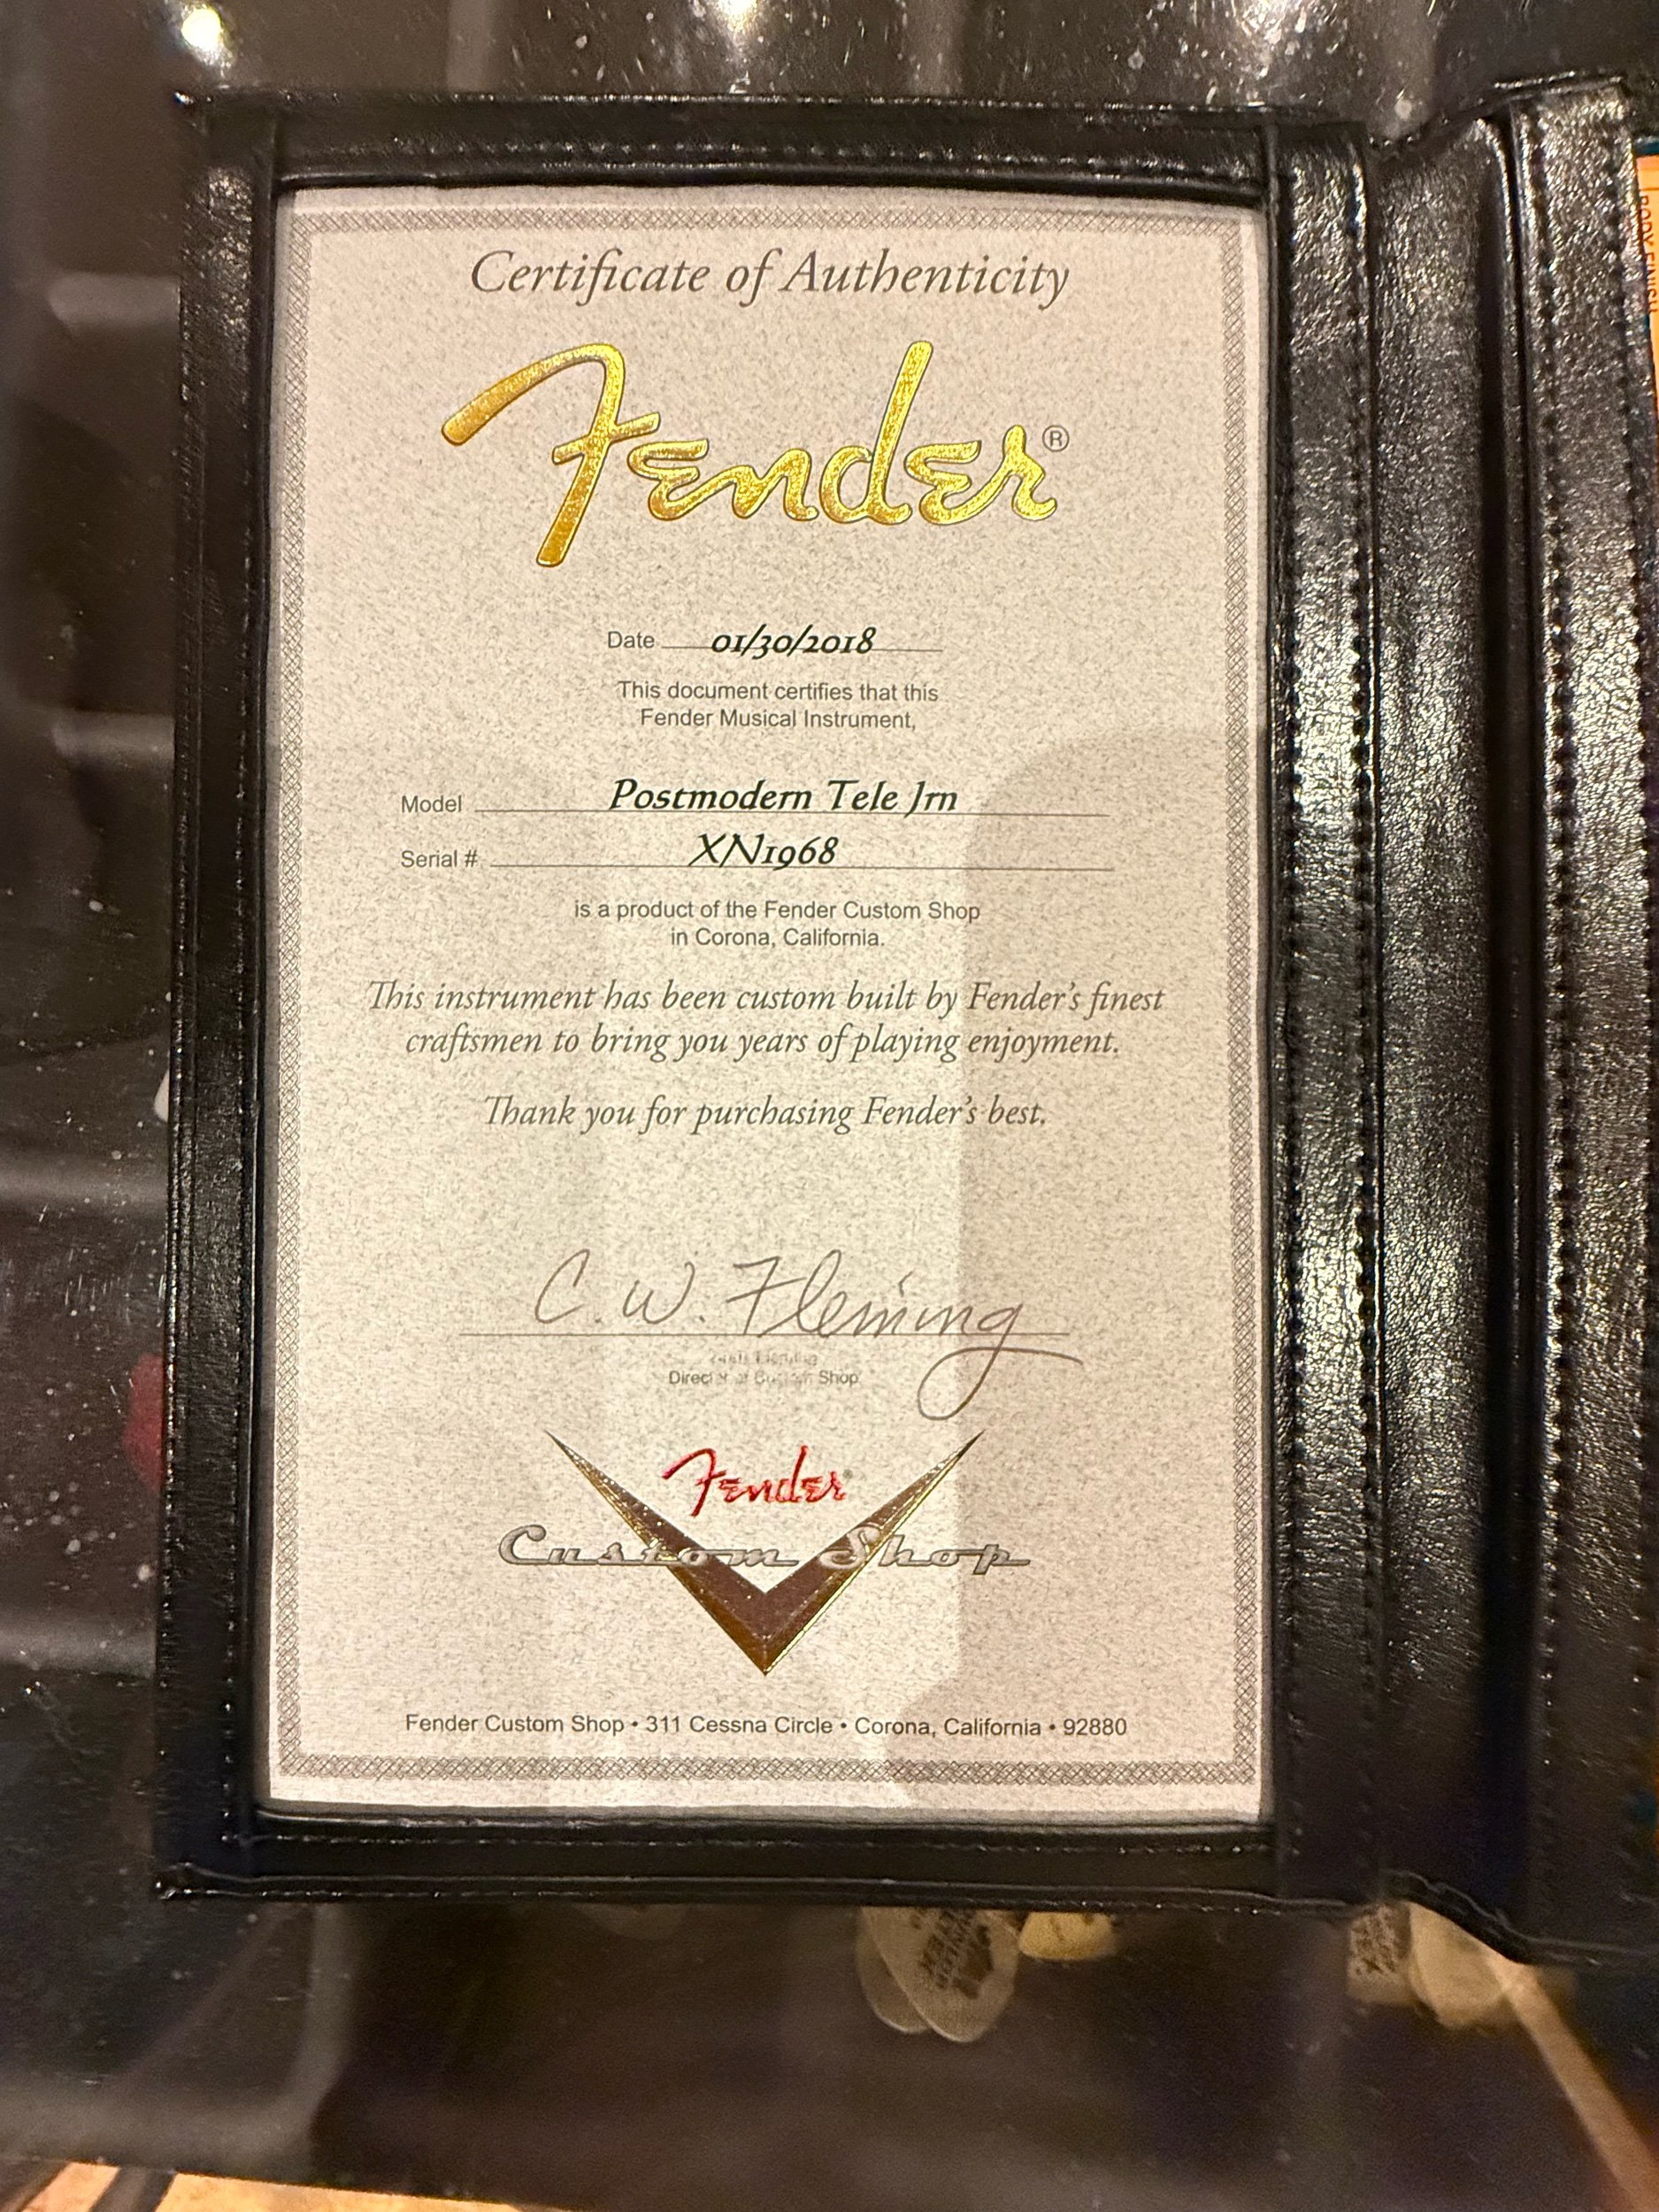 Certificate of Authenticity
Fender®
Date 01/30/2018
This document certifies that this
Fender Musical Instrument,
Model Postmodern Tele Jrn
Serial # XN1968
is a product of the Fender Custom Shop
in Corona, California.
This instrument has been custom built by Fender's finest
craftsmen to bring you years of playing enjoyment.
Thank you for purchasing Fender's best.
C. W. Fleming
Shop
Fender
Custom Shop
Fender Custom Shop • 311 Cessna Circle • Corona, California • 92880
BODY FINISH